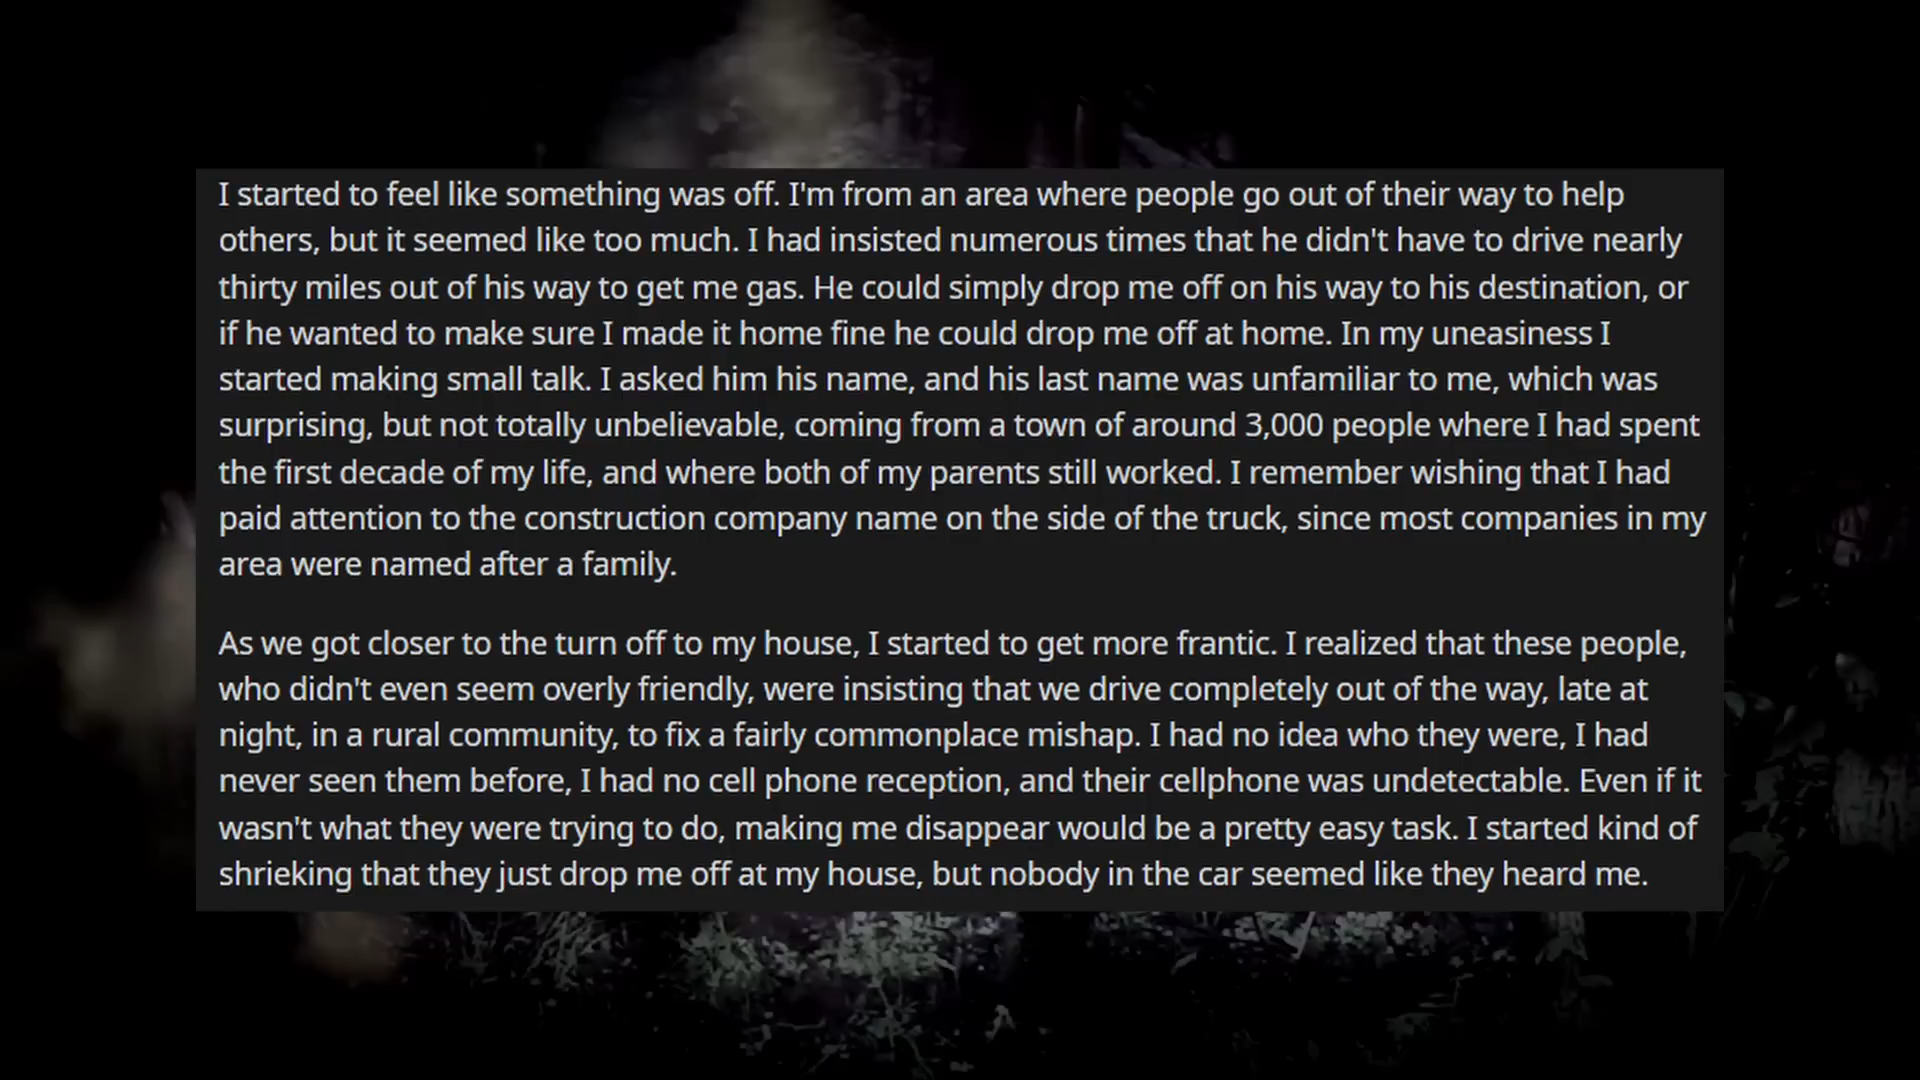 I started to feel like something was off. I'm from an area where people go out of their way to help
others, but it seemed like too much. I had insisted numerous times that he didn't have to drive nearly
thirty miles out of his way to get me gas. He could simply drop me off on his way to his destination, or
if he wanted to make sure I made it home fine he could drop me off at home. In my uneasiness I
started making small talk. I asked him his name, and his last name was unfamiliar to me, which was
surprising, but not totally unbelievable, coming from a town of around 3,000 people where I had spent
the first decade of my life, and where both of my parents still worked. I remember wishing that I had
paid attention to the construction company name on the side of the truck, since most companies in my
area were named after a family.
As we got closer to the turn off to my house, I started to get more frantic. I realized that these people,
who didn't even seem overly friendly, were insisting that we drive completely out of the way, late at
night, in a rural community, to fix a fairly commonplace mishap. I had no idea who they were, I had
never seen them before, I had no cell phone reception, and their cellphone was undetectable. Even if it
wasn't what they were trying to do, making me disappear would be a pretty easy task. I started kind of
shrieking that they just drop me off at my house, but nobody in the car seemed like they heard me.